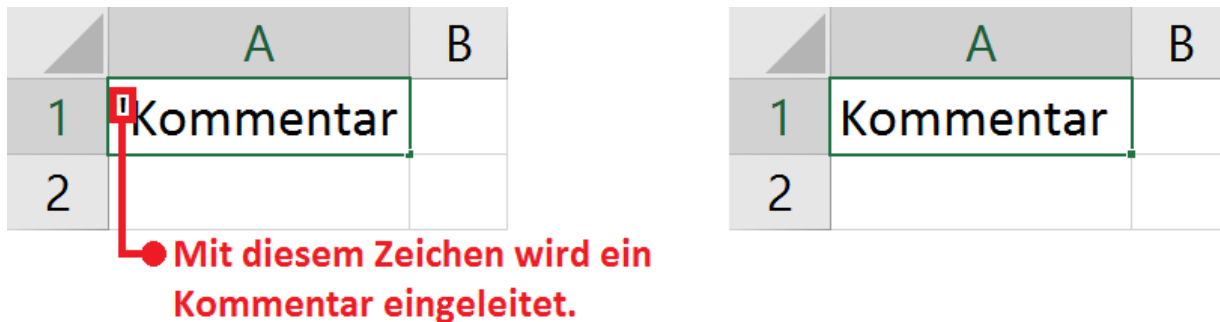 A B
1 'Kommentar
2
Mit diesem Zeichen wird ein
Kommentar eingeleitet.
A B
1 Kommentar
2